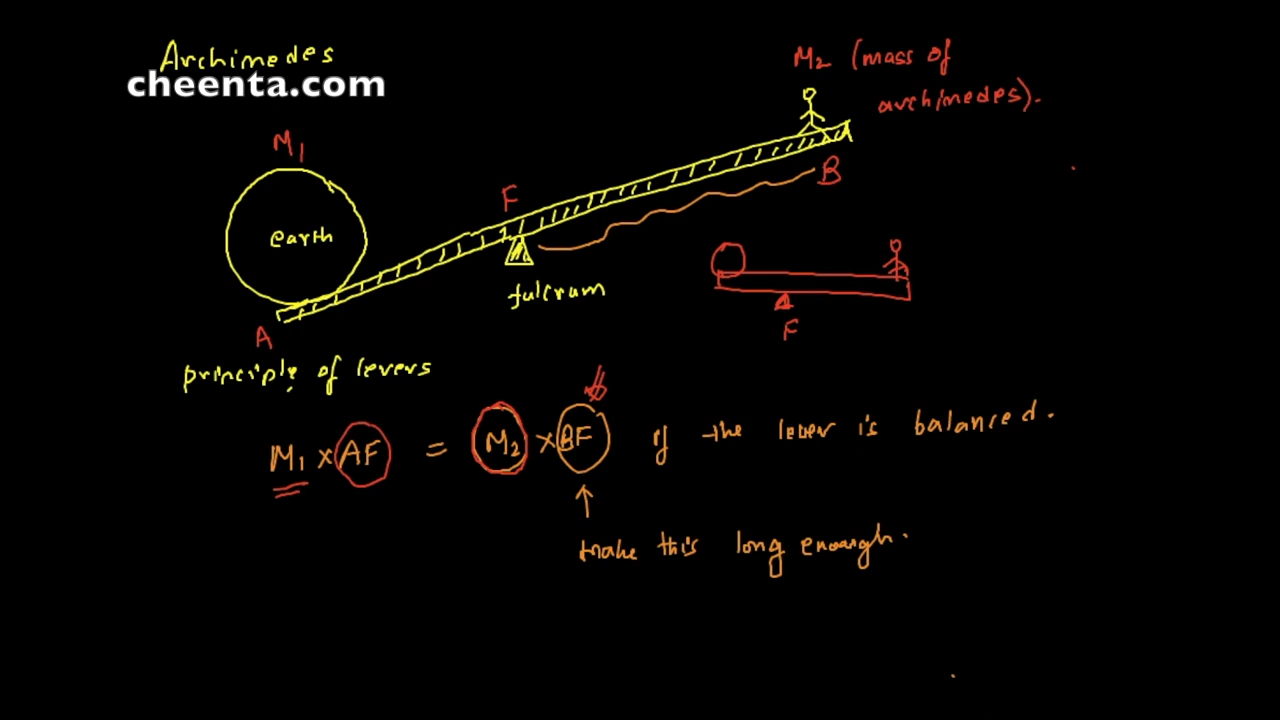 Archimedes
cheenta.com
M2 (mass of
archimedes).
M1
F
B
earth
fulcrum
F
A
principle of levers
M1 × AF = M2 × BF if the lever is balanced.
make this long enough.